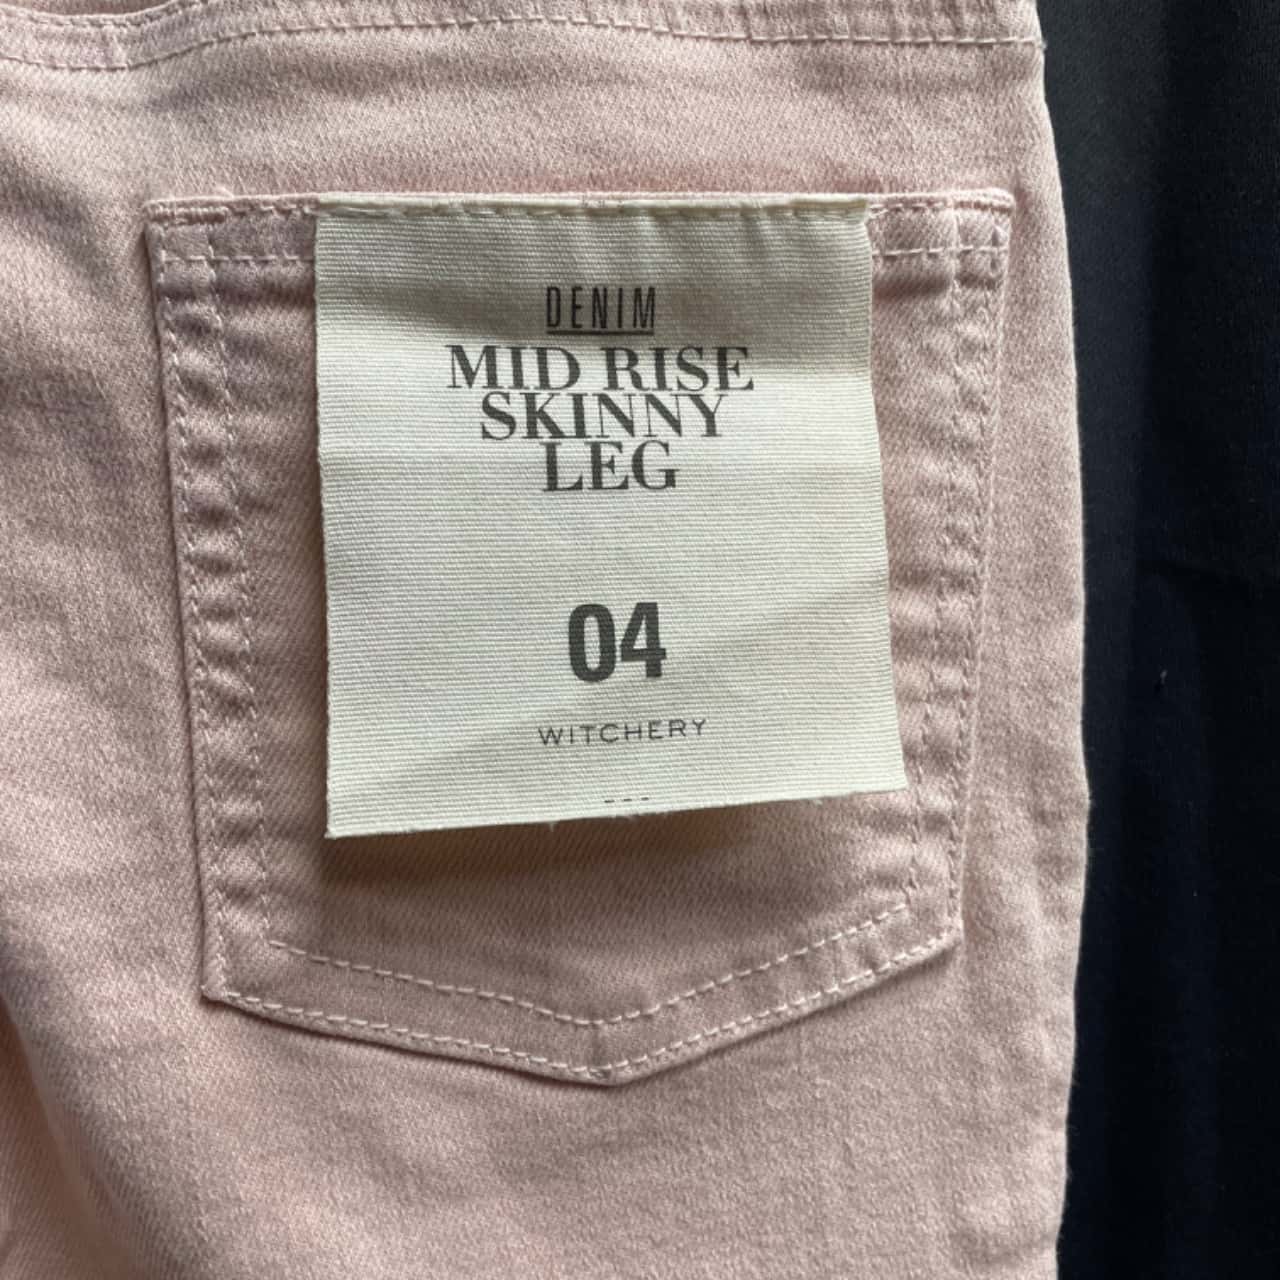 DENIM
MID RISE
SKINNY
LEG
04
WITCHERY